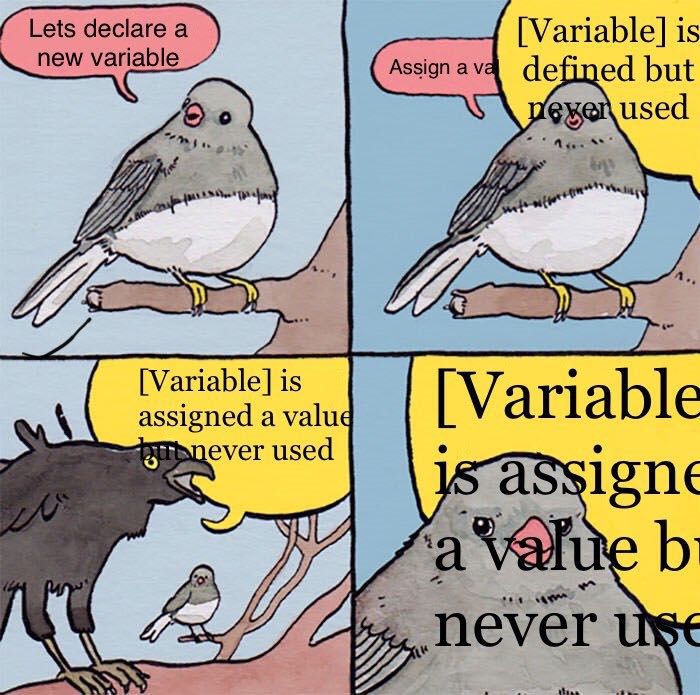 Lets declare a
new variable
Assign a va
[Variable] is
defined but
never used
[Variable] is
assigned a value
but never used
[Variable
is assigne
a value bu
never use